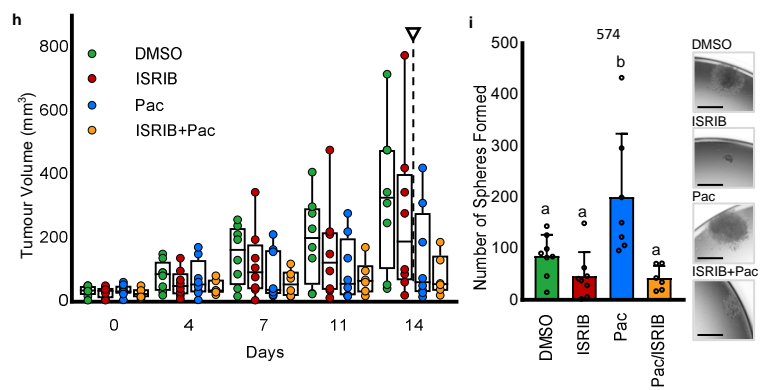 h
800
600
400
200
0
Tumour Volume (mm³)
DMSO
ISRIB
Pac
ISRIB+Pac
0 4 7 11 14
Days
i
574
500
400
300
200
100
0
Number of Spheres Formed
a a b a
DMSO
ISRIB
Pac
Pac/ISRIB
DMSO
ISRIB
Pac
ISRIB+Pac